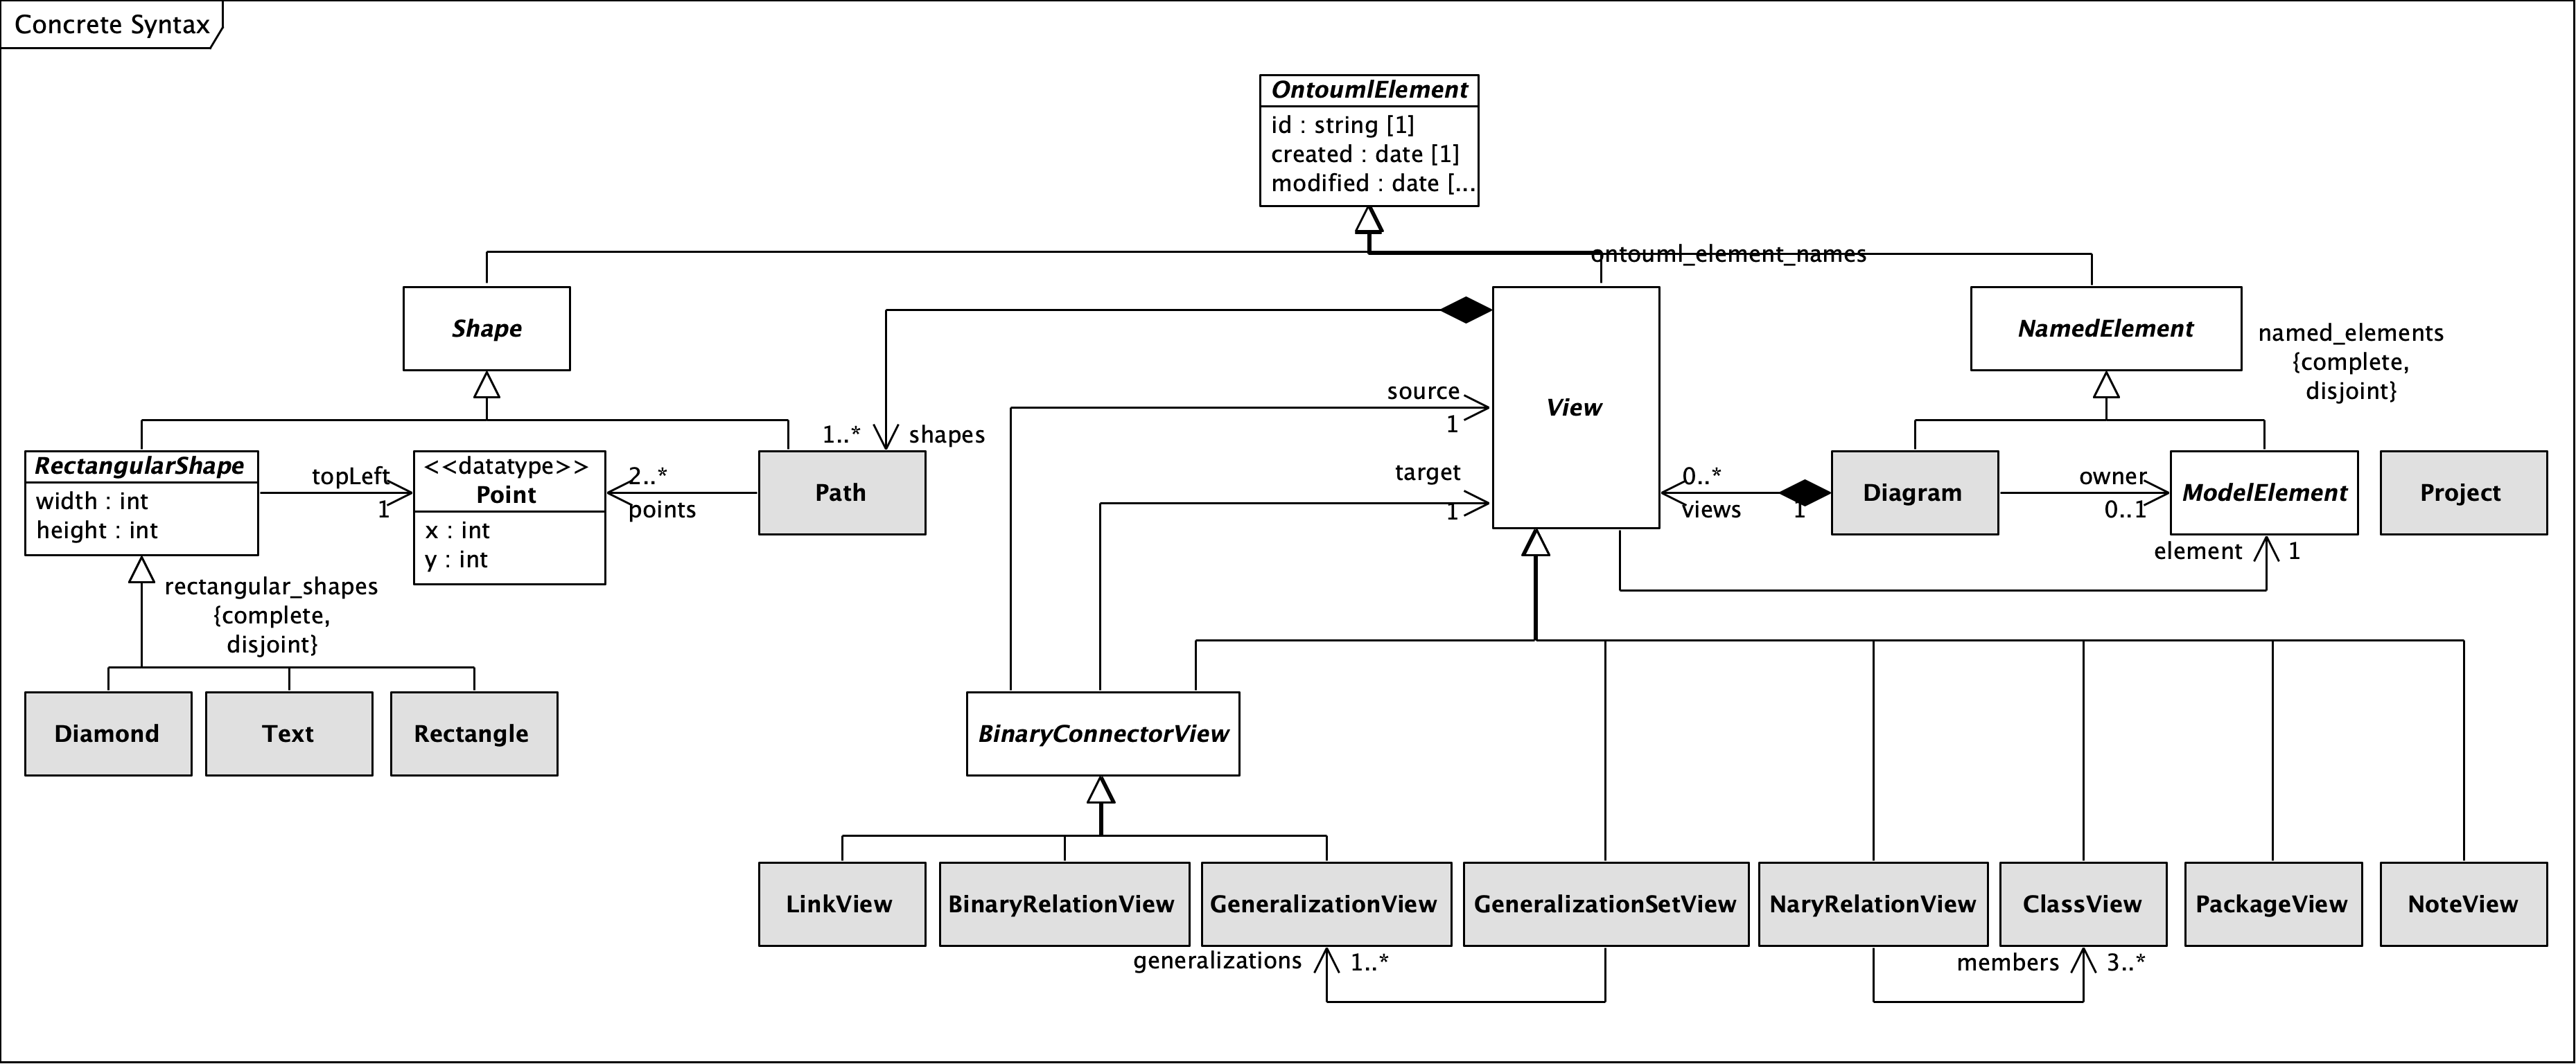 Concrete Syntax
OntoumlElement
id : string [1]
created : date [1]
modified : date [...
ontouml_element_names
Shape
View
NamedElement
named_elements
{complete,
disjoint}
source
1
1..*
shapes
RectangularShape
width : int
height : int
topLeft
1
<<datatype>>
Point
x : int
y : int
2..*
points
Path
target
1
0..*
views
1
Diagram
owner
0..1
ModelElement
Project
element
1
rectangular_shapes
{complete,
disjoint}
Diamond
Text
Rectangle
BinaryConnectorView
LinkView
BinaryRelationView
GeneralizationView
GeneralizationSetView
NaryRelationView
ClassView
PackageView
NoteView
generalizations
1..*
members
3..*